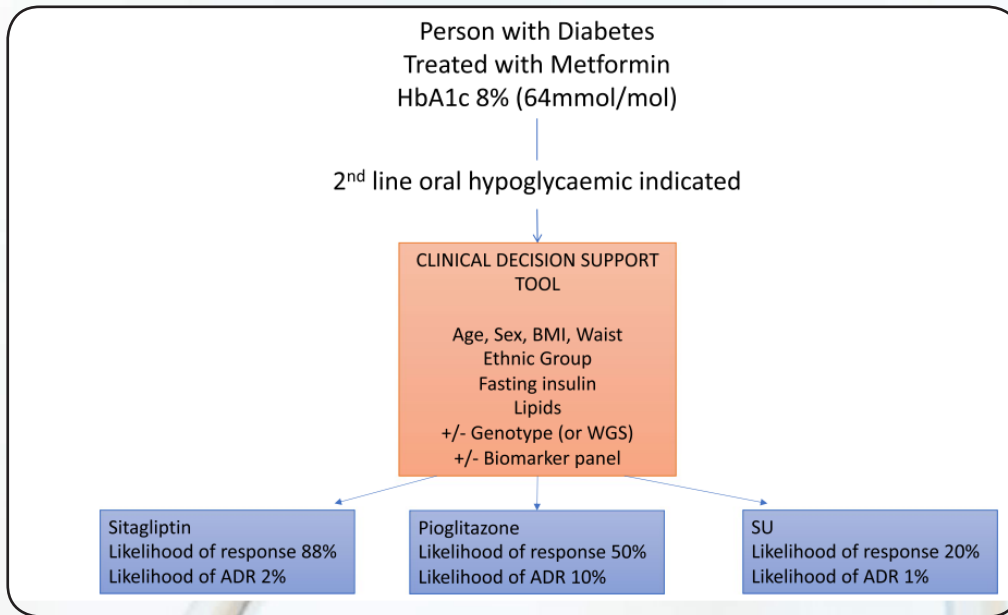 Person with Diabetes
Treated with Metformin
HbA1c 8% (64mmol/mol)
2nd line oral hypoglycaemic indicated
CLINICAL DECISION SUPPORT
TOOL
Age, Sex, BMI, Waist
Ethnic Group
Fasting insulin
Lipids
+/- Genotype (or WGS)
+/- Biomarker panel
Sitagliptin
Likelihood of response 88%
Likelihood of ADR 2%
Pioglitazone
Likelihood of response 50%
Likelihood of ADR 10%
SU
Likelihood of response 20%
Likelihood of ADR 1%